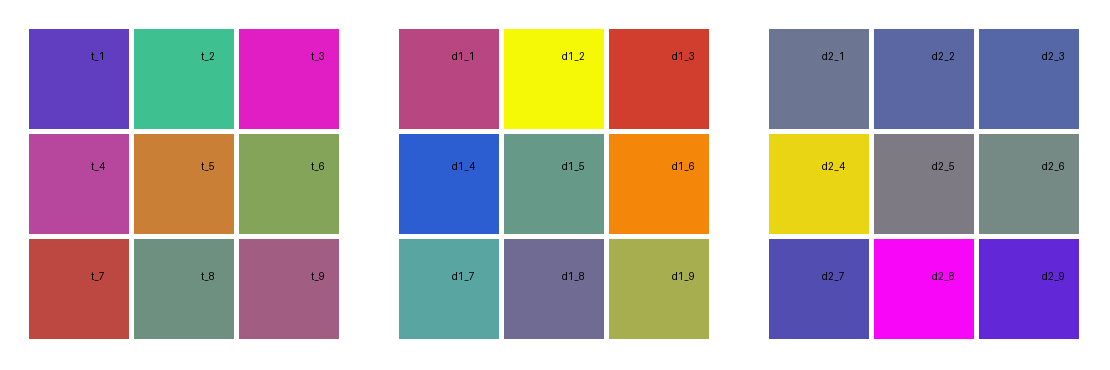 t_1 t_2 t_3 d1_1 d1_2 d1_3 d2_1 d2_2 d2_3
t_4 t_5 t_6 d1_4 d1_5 d1_6 d2_4 d2_5 d2_6
t_7 t_8 t_9 d1_7 d1_8 d1_9 d2_7 d2_8 d2_9